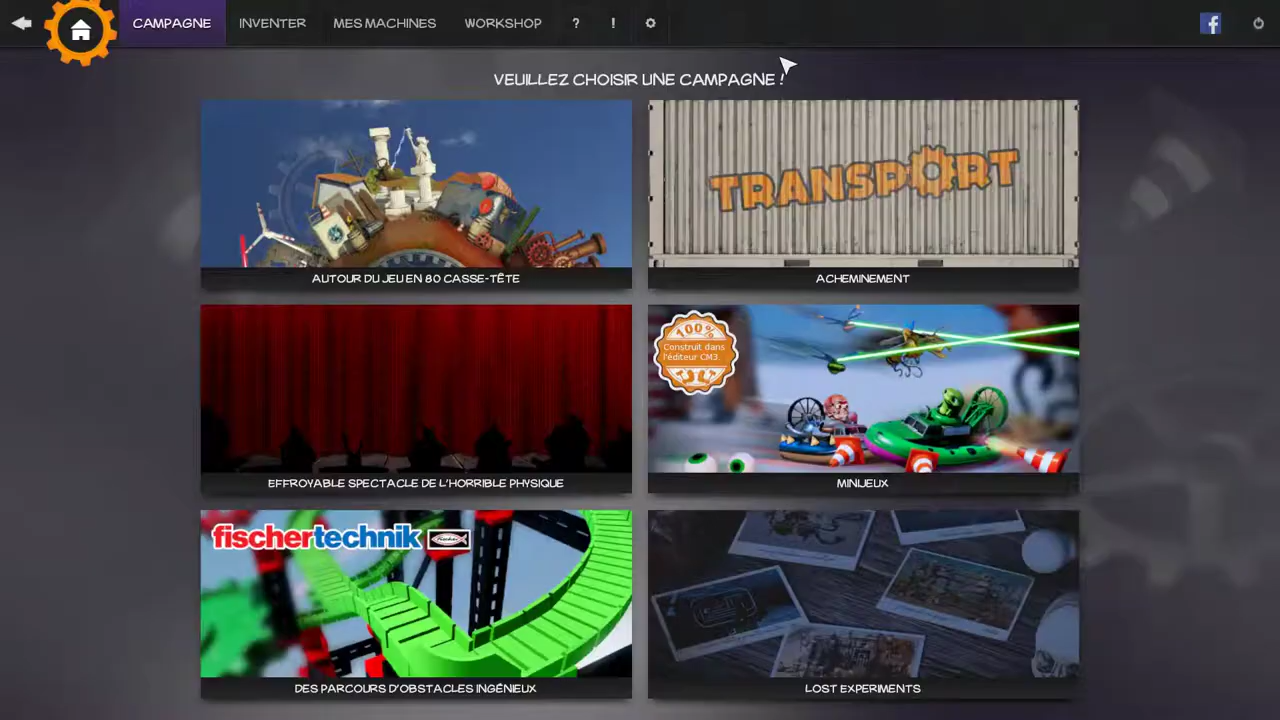 CAMPAGNE
INVENTER
MES MACHINES
WORKSHOP
?
!
VEUILLEZ CHOISIR UNE CAMPAGNE !
TRANSPORT
AUTOUR DU JEU EN 80 CASSE-TÊTE
ACHEMINEMENT
100%
Construit dans
l'éditeur CM3.
EFFROYABLE SPECTACLE DE L'HORRIBLE PHYSIQUE
MINIJEUX
fischertechnik
DES PARCOURS D'OBSTACLES INGÉNIEUX
LOST EXPERIMENTS